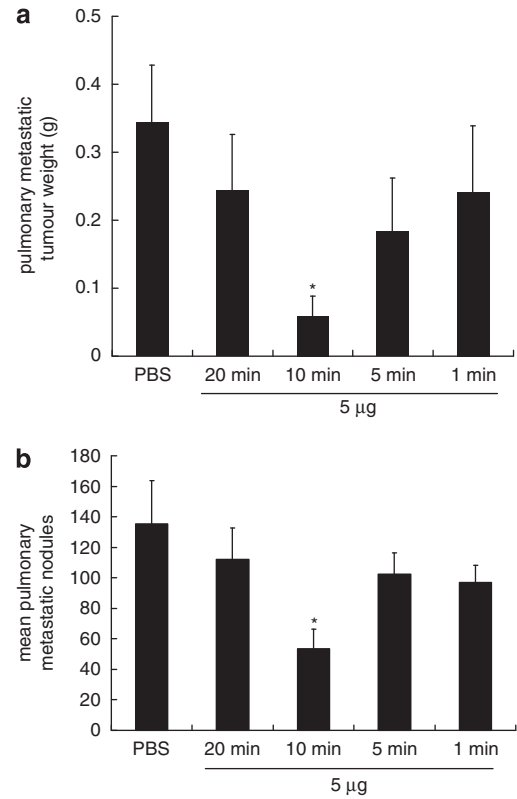 a
pulmonary metastatic
tumour weight (g)
0.5
0.4
0.3
0.2
0.1
0
*
PBS 20 min 10 min 5 min 1 min
5 µg
b
mean pulmonary
metastatic nodules
180
160
140
120
100
80
60
40
20
0
*
PBS 20 min 10 min 5 min 1 min
5 µg